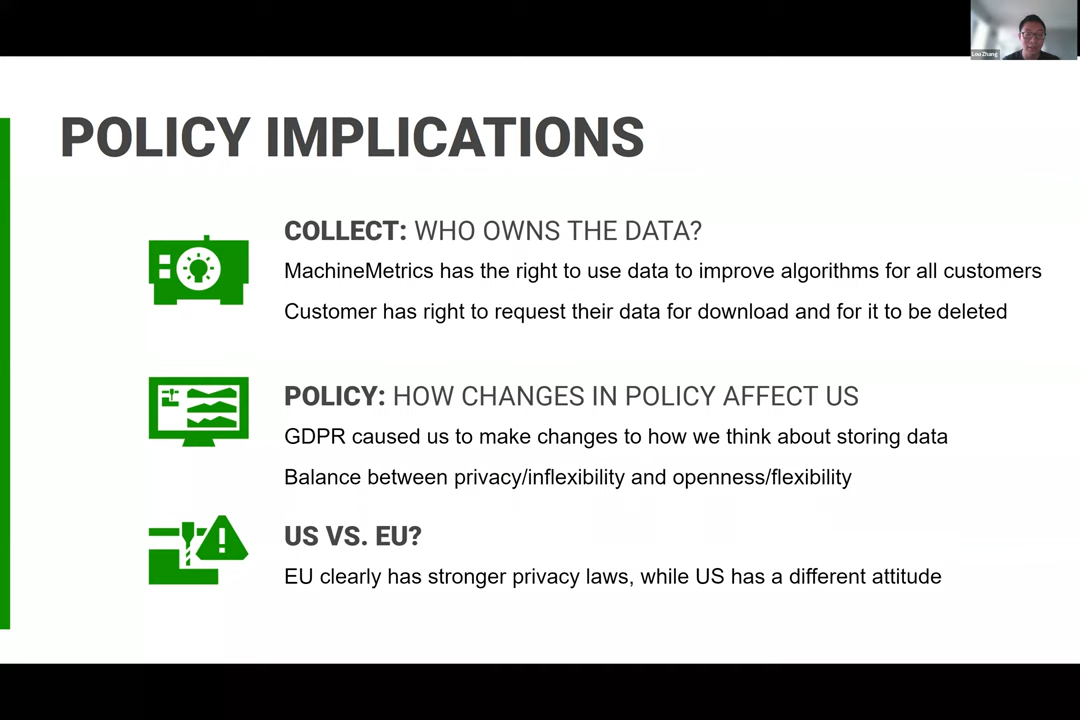 Lou Zhang
POLICY IMPLICATIONS
COLLECT: WHO OWNS THE DATA?
MachineMetrics has the right to use data to improve algorithms for all customers
Customer has right to request their data for download and for it to be deleted
POLICY: HOW CHANGES IN POLICY AFFECT US
GDPR caused us to make changes to how we think about storing data
Balance between privacy/inflexibility and openness/flexibility
US VS. EU?
EU clearly has stronger privacy laws, while US has a different attitude